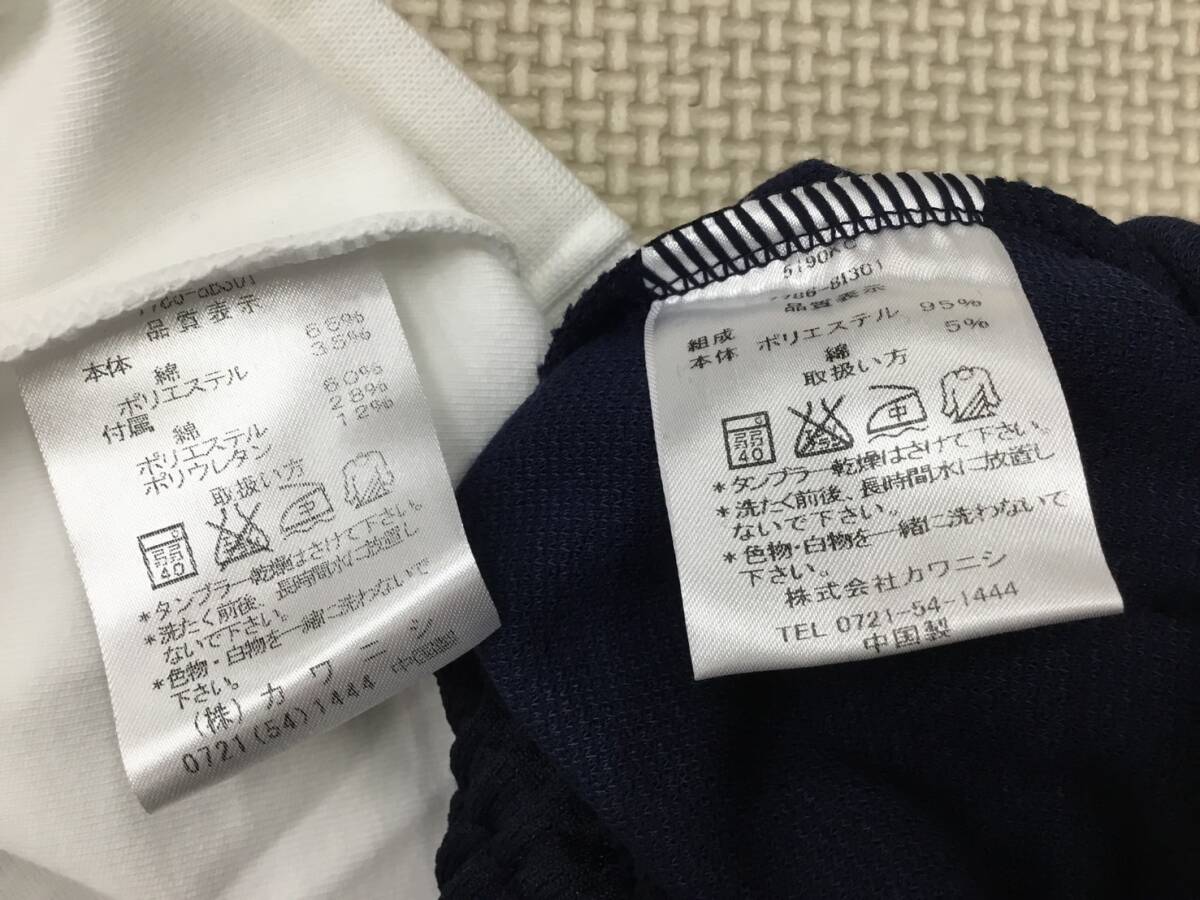 品質表示
本体 綿 65%
ポリエステル 35%
付属 綿 60%
ポリエステル 28%
ポリウレタン 12%
取扱い方
40
*タンブラー乾燥はさけて下さい。
*洗たく前後、長時間水に放置し
ないで下さい。
*色物・白物を一緒に洗わないで
下さい。
(株)カワニシ
0721(54)1444 中国製
品質表示
組成
本体 ポリエステル 95%
綿 5%
取扱い方
40
中
*タンブラー乾燥はさけて下さい。
*洗たく前後、長時間水に放置し
ないで下さい。
*色物・白物を一緒に洗わないで
下さい。
株式会社カワニシ
TEL 0721-54-1444
中国製